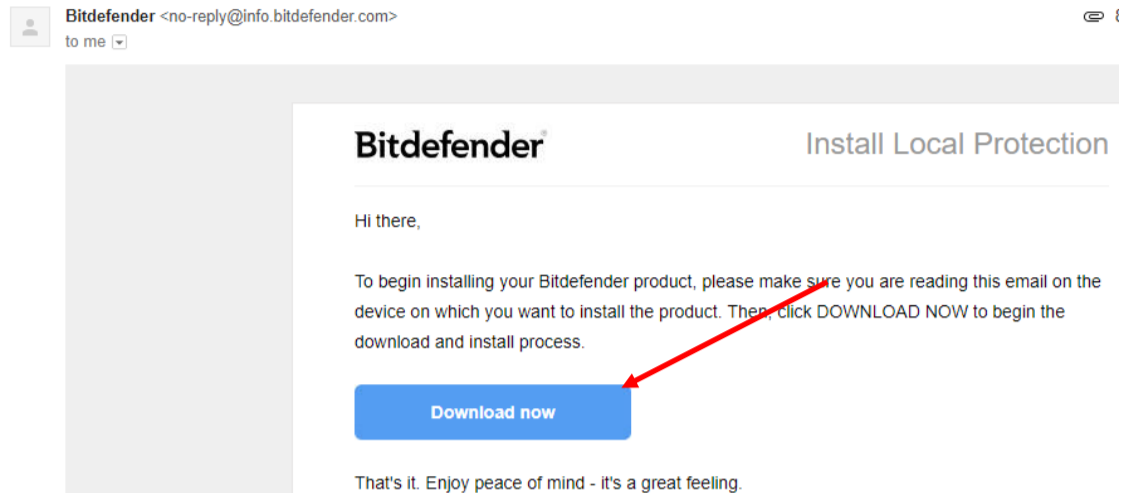 Bitdefender <no-reply@info.bitdefender.com>
to me
Bitdefender® Install Local Protection
Hi there,
To begin installing your Bitdefender product, please make sure you are reading this email on the
device on which you want to install the product. Then, click DOWNLOAD NOW to begin the
download and install process.
Download now
That's it. Enjoy peace of mind - it's a great feeling.